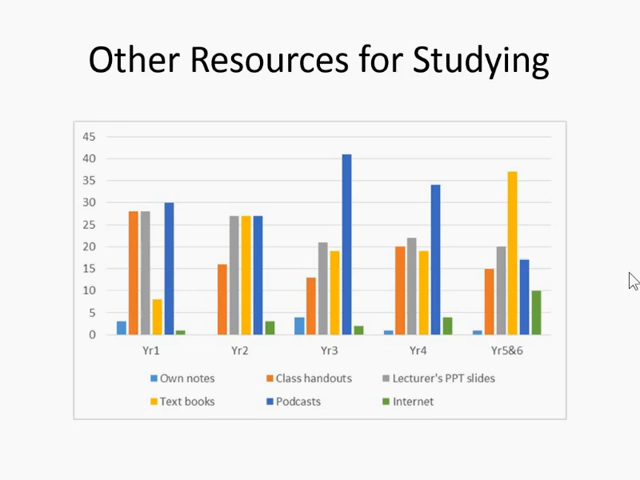 Other Resources for Studying
45
40
35
30
25
20
15
10
5
0
Yr1 Yr2 Yr3 Yr4 Yr5&6
Own notes Class handouts Lecturer's PPT slides
Text books Podcasts Internet